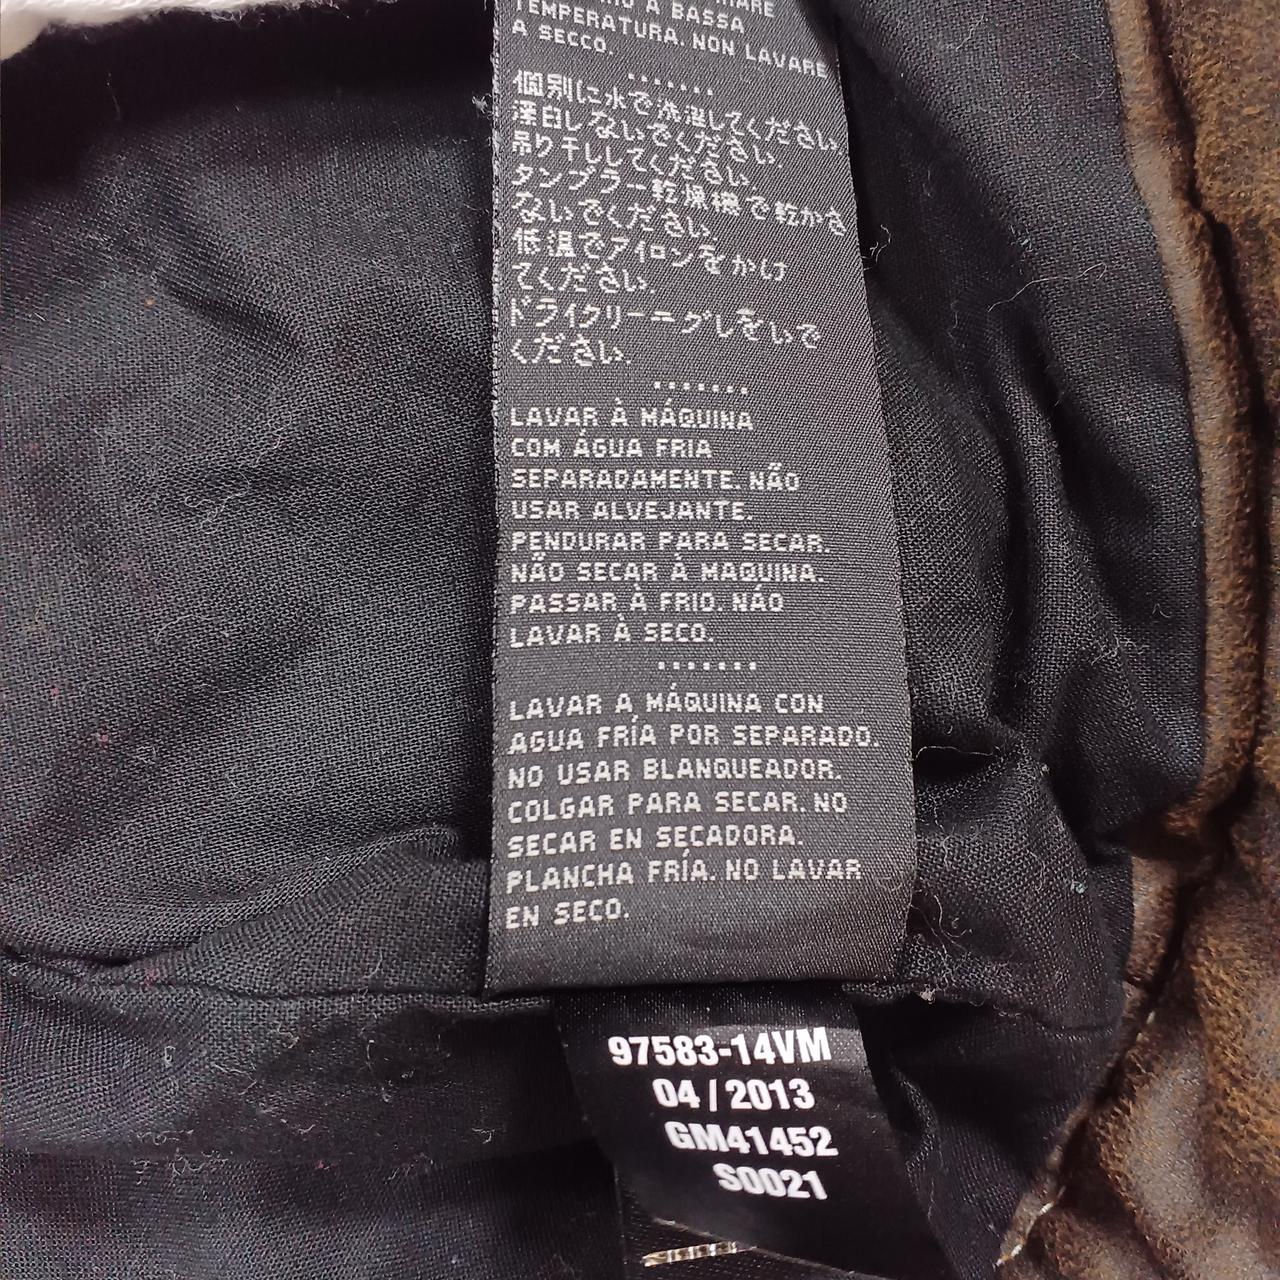 A BASSA
TEMPERATURA. NON LAVARE
A SECCO.
.......
個別に水で洗濯してください
漂白しないでください.
吊り干ししてください.
タンブラー乾燥機で乾かさ
ないでください
低温でアイロンをかけ
てください.
ドライクリーニグしをいで
ください.
.......
LAVAR À MÁQUINA
COM ÁGUA FRIA
SEPARADAMENTE. NÃO
USAR ALVEJANTE.
PENDURAR PARA SECAR.
NÃO SECAR À MAQUINA.
PASSAR À FRIO. NÃO
LAVAR À SECO.
.......
LAVAR A MÁQUINA CON
AGUA FRÍA POR SEPARADO.
NO USAR BLANQUEADOR.
COLGAR PARA SECAR. NO
SECAR EN SECADORA.
PLANCHA FRÍA. NO LAVAR
EN SECO.
97583-14VM
04 / 2013
GM41452
S0021